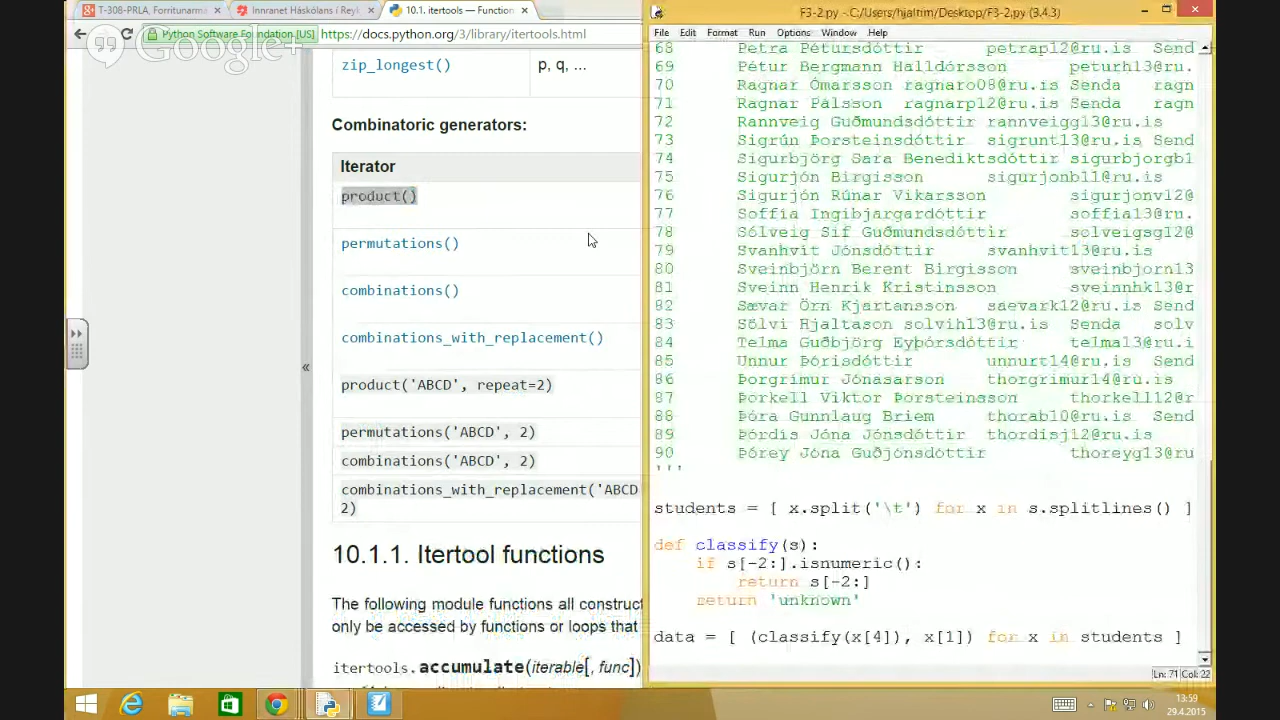 T-308-PRLA, Forritunarma
Innranet Háskólans í Reyk
10.1. itertools — Function
Python Software Foundation [US]
https://docs.python.org/3/library/itertools.html
Google+
zip_longest()
p, q, ...
Combinatoric generators:
Iterator
product()
permutations()
combinations()
combinations_with_replacement()
product('ABCD', repeat=2)
permutations('ABCD', 2)
combinations('ABCD', 2)
combinations_with_replacement('ABCD
2)
10.1.1. Itertool functions
The following module functions all construct
only be accessed by functions or loops that
itertools.accumulate(iterable[, func])
F3-2.py - C:/Users/hjaltim/Desktop/F3-2.py (3.4.3)
File Edit Format Run Options Window Help
68 Petra Pétursdóttir petrap12@ru.is Send
69 Pétur Bergmann Halldórsson peturh13@ru.
70 Ragnar Ómarsson ragnaro08@ru.is Senda ragn
71 Ragnar Pálsson ragnarp12@ru.is Senda ragn
72 Rannveig Guðmundsdóttir rannveigg13@ru.is
73 Sigrún Þorsteinsdóttir sigrunt13@ru.is Send
74 Sigurbjörg Sara Benediktsdóttir sigurbjorgb1
75 Sigurjón Birgisson sigurjonb11@ru.is
76 Sigurjón Rúnar Vikarsson sigurjonv12@
77 Soffía Ingibjargardóttir soffia13@ru.
78 Sólveig Sif Guðmundsdóttir solveigsg12@
79 Svanhvít Jónsdóttir svanhvit13@ru.is
80 Sveinbjörn Berent Birgisson sveinbjorn13
81 Sveinn Henrik Kristinsson sveinnhk13@r
82 Sævar Örn Kjartansson saevark12@ru.is Send
83 Sölvi Hjaltason solvih13@ru.is Senda solv
84 Telma Guðbjörg Eyþórsdóttir telma13@ru.i
85 Unnur Þórisdóttir unnurt14@ru.is Send
86 Þorgrímur Jónasarson thorgrimur14@ru.is
87 Þorkell Viktor Þorsteinsson thorkell12@r
88 Þóra Gunnlaug Briem thorab10@ru.is Send
89 Þórdís Jóna Jónsdóttir thordisj12@ru.is
90 Þórey Jóna Guðjónsdóttir thoreyg13@ru
'''
students = [ x.split('\t') for x in s.splitlines() ]
def classify(s):
if s[-2:].isnumeric():
return s[-2:]
return 'unknown'
data = [ (classify(x[4]), x[1]) for x in students ]
Ln: 71 Col: 22
13:59
29.4.2015